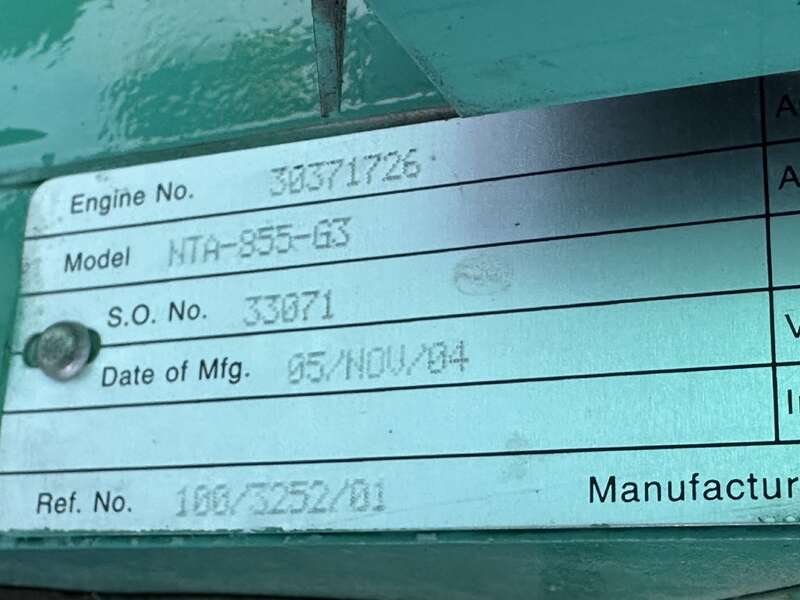 Engine No. 30371726
Model NTA-855-G3
S.O. No. 33071
Date of Mfg. 05/NOV/04
Ref. No. 100/3252/01
Manufactur
A
A
V